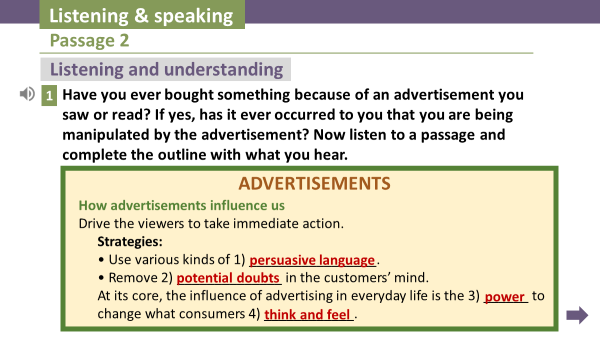 Listening & speaking
Passage 2
Listening and understanding
1 Have you ever bought something because of an advertisement you
saw or read? If yes, has it ever occurred to you that you are being
manipulated by the advertisement? Now listen to a passage and
complete the outline with what you hear.
ADVERTISEMENTS
How advertisements influence us
Drive the viewers to take immediate action.
Strategies:
• Use various kinds of 1) persuasive language.
• Remove 2) potential doubts in the customers’ mind.
At its core, the influence of advertising in everyday life is the 3) power to
change what consumers 4) think and feel.